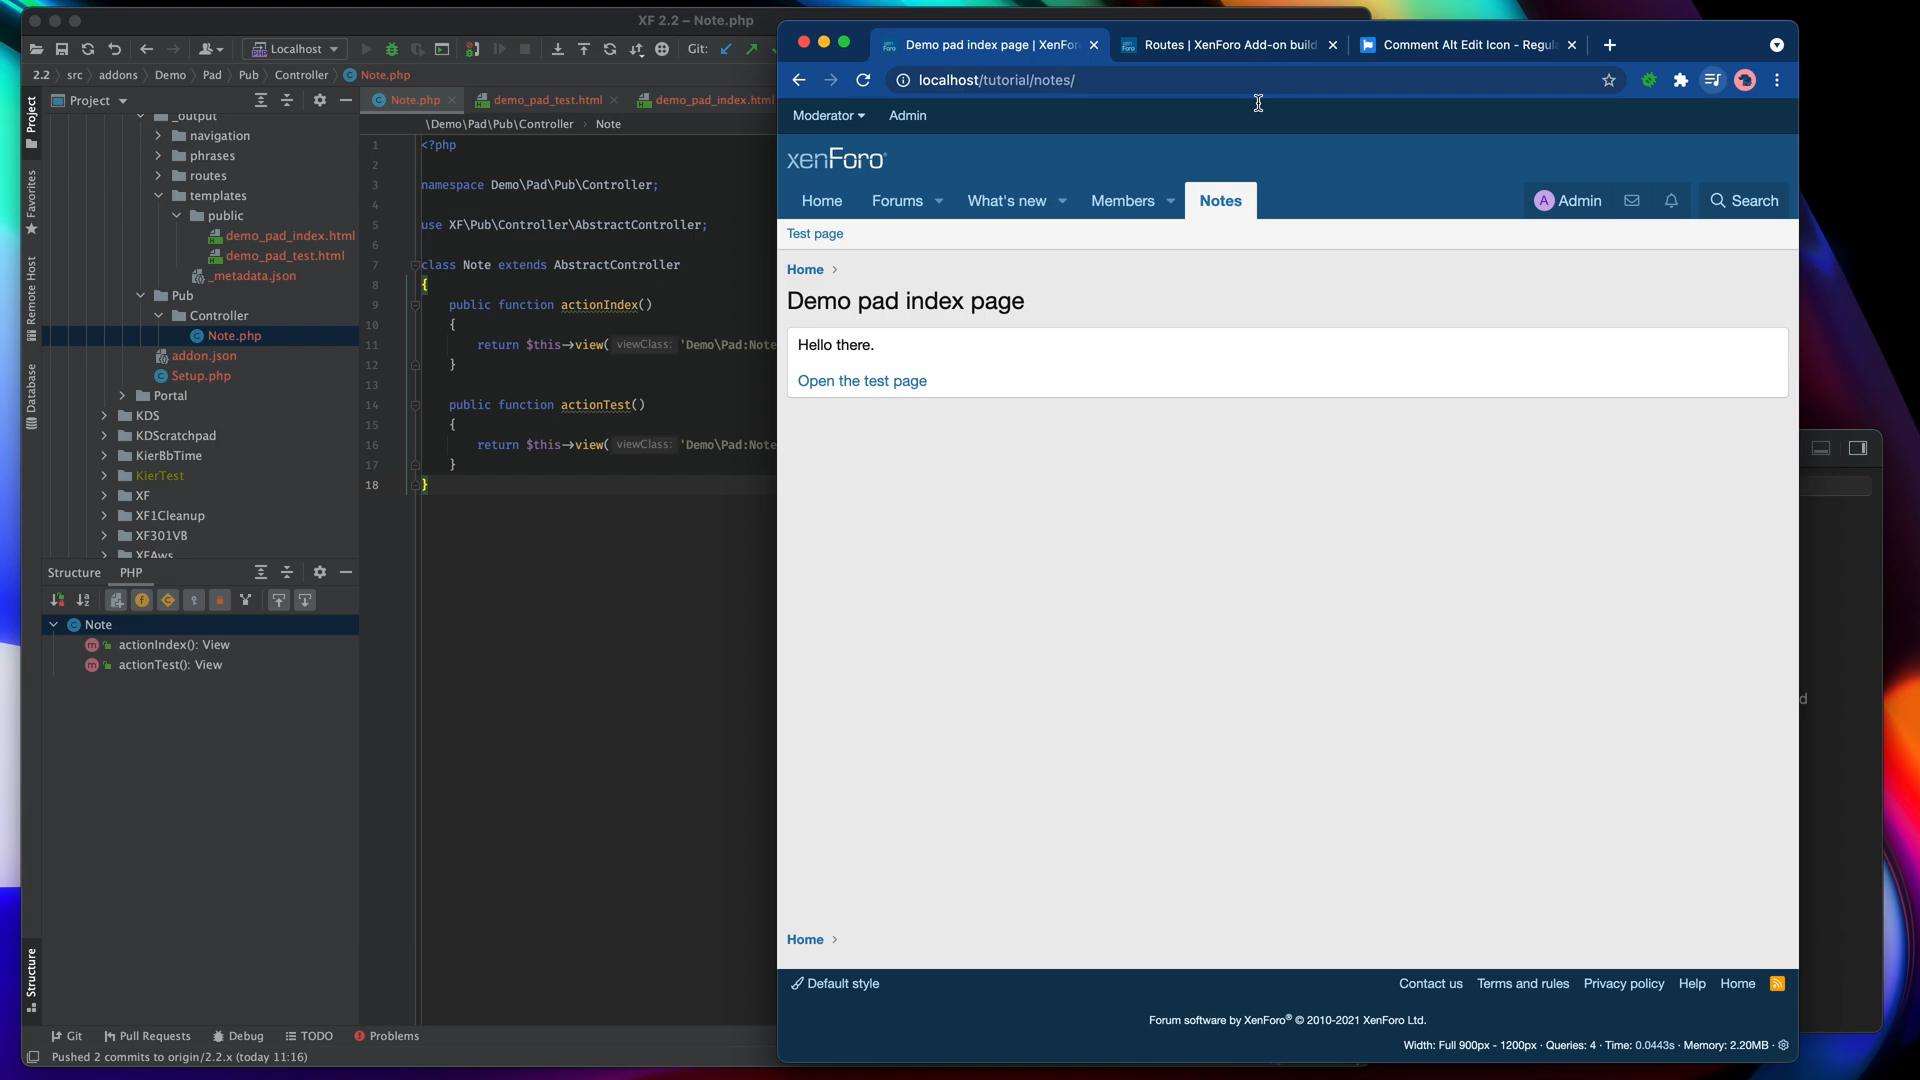 XF 2.2 – Note.php
Localhost
Git:
2.2 src addons Demo Pad Pub Controller Note.php
Project
Note.php demo_pad_test.html demo_pad_index.html
\Demo\Pad\Pub\Controller › Note
Project
Favorites
Remote Host
Database
Structure
_output
navigation
phrases
routes
templates
public
demo_pad_index.html
demo_pad_test.html
_metadata.json
Pub
Controller
Note.php
addon.json
Setup.php
Portal
KDS
KDScratchpad
KierBbTime
KierTest
XF
XF1Cleanup
XF301VB
XFAws
Structure PHP
Note
actionIndex(): View
actionTest(): View
1 <?php
2
3 namespace Demo\Pad\Pub\Controller;
4
5 use XF\Pub\Controller\AbstractController;
6
7 class Note extends AbstractController
8 {
9 public function actionIndex()
10 {
11 return $this→view( viewClass: 'Demo\Pad:Note
12 }
13
14 public function actionTest()
15 {
16 return $this→view( viewClass: 'Demo\Pad:Note
17 }
18 }
Git Pull Requests Debug TODO Problems
Pushed 2 commits to origin/2.2.x (today 11:16)
Demo pad index page | XenFor Routes | XenForo Add-on build Comment Alt Edit Icon - Regula
localhost/tutorial/notes/
Moderator Admin
xenForo®
Home Forums What's new Members Notes A Admin Search
Test page
Home ›
Demo pad index page
Hello there.
Open the test page
Home ›
Default style
Contact us Terms and rules Privacy policy Help Home
Forum software by XenForo® © 2010-2021 XenForo Ltd.
Width: Full 900px - 1200px · Queries: 4 · Time: 0.0443s · Memory: 2.20MB ·
d